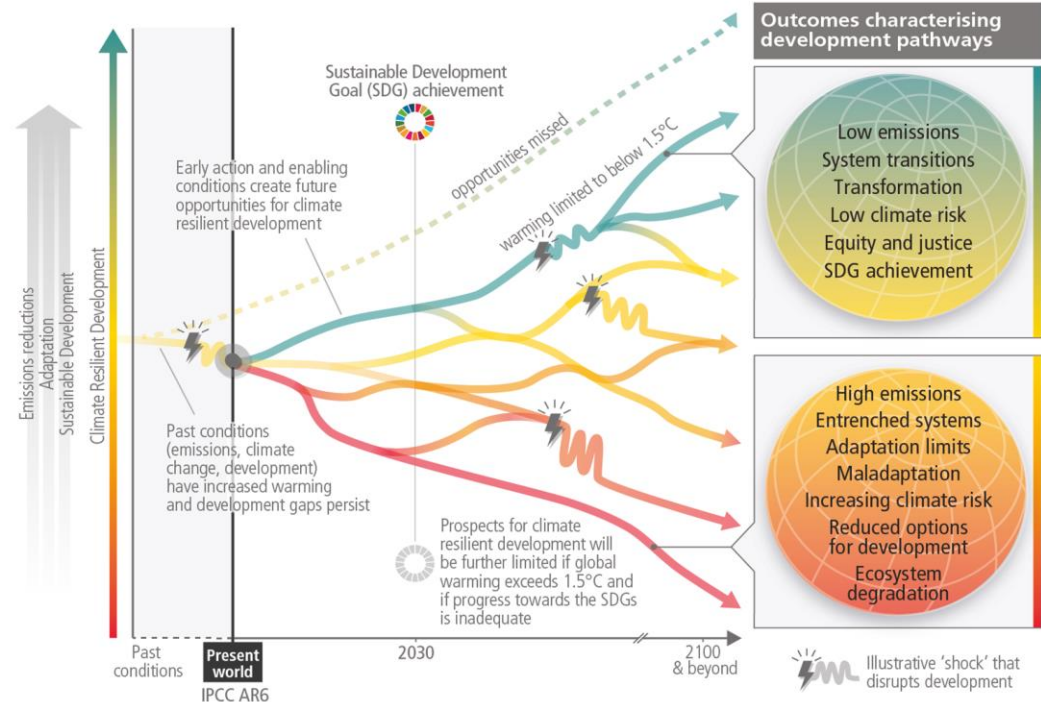 Outcomes characterising
development pathways
Sustainable Development
Goal (SDG) achievement
opportunities missed
warming limited to below 1.5°C
Early action and enabling
conditions create future
opportunities for climate
resilient development
Emissions reductions
Adaptation
Sustainable Development
Climate Resilient Development
Past conditions
(emissions, climate
change, development)
have increased warming
and development gaps persist
Prospects for climate
resilient development will
be further limited if global
warming exceeds 1.5°C and
if progress towards the SDGs
is inadequate
Low emissions
System transitions
Transformation
Low climate risk
Equity and justice
SDG achievement
High emissions
Entrenched systems
Adaptation limits
Maladaptation
Increasing climate risk
Reduced options
for development
Ecosystem
degradation
Past
conditions
Present
world
IPCC AR6
2030
2100
& beyond
Illustrative 'shock' that
disrupts development